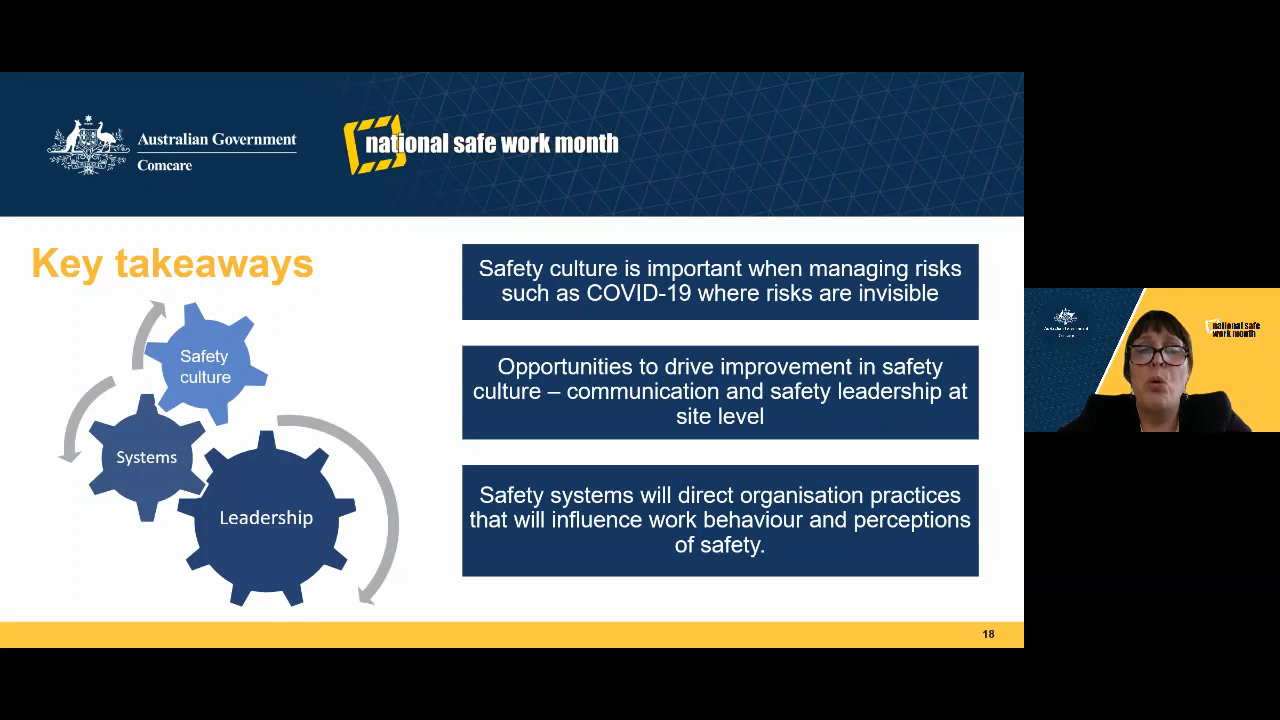 Australian Government
Comcare
national safe work month
Key takeaways
Safety
culture
Systems
Leadership
Safety culture is important when managing risks
such as COVID-19 where risks are invisible
Opportunities to drive improvement in safety
culture – communication and safety leadership at
site level
Safety systems will direct organisation practices
that will influence work behaviour and perceptions
of safety.
18
Australian Government
Comcare
national safe
work month